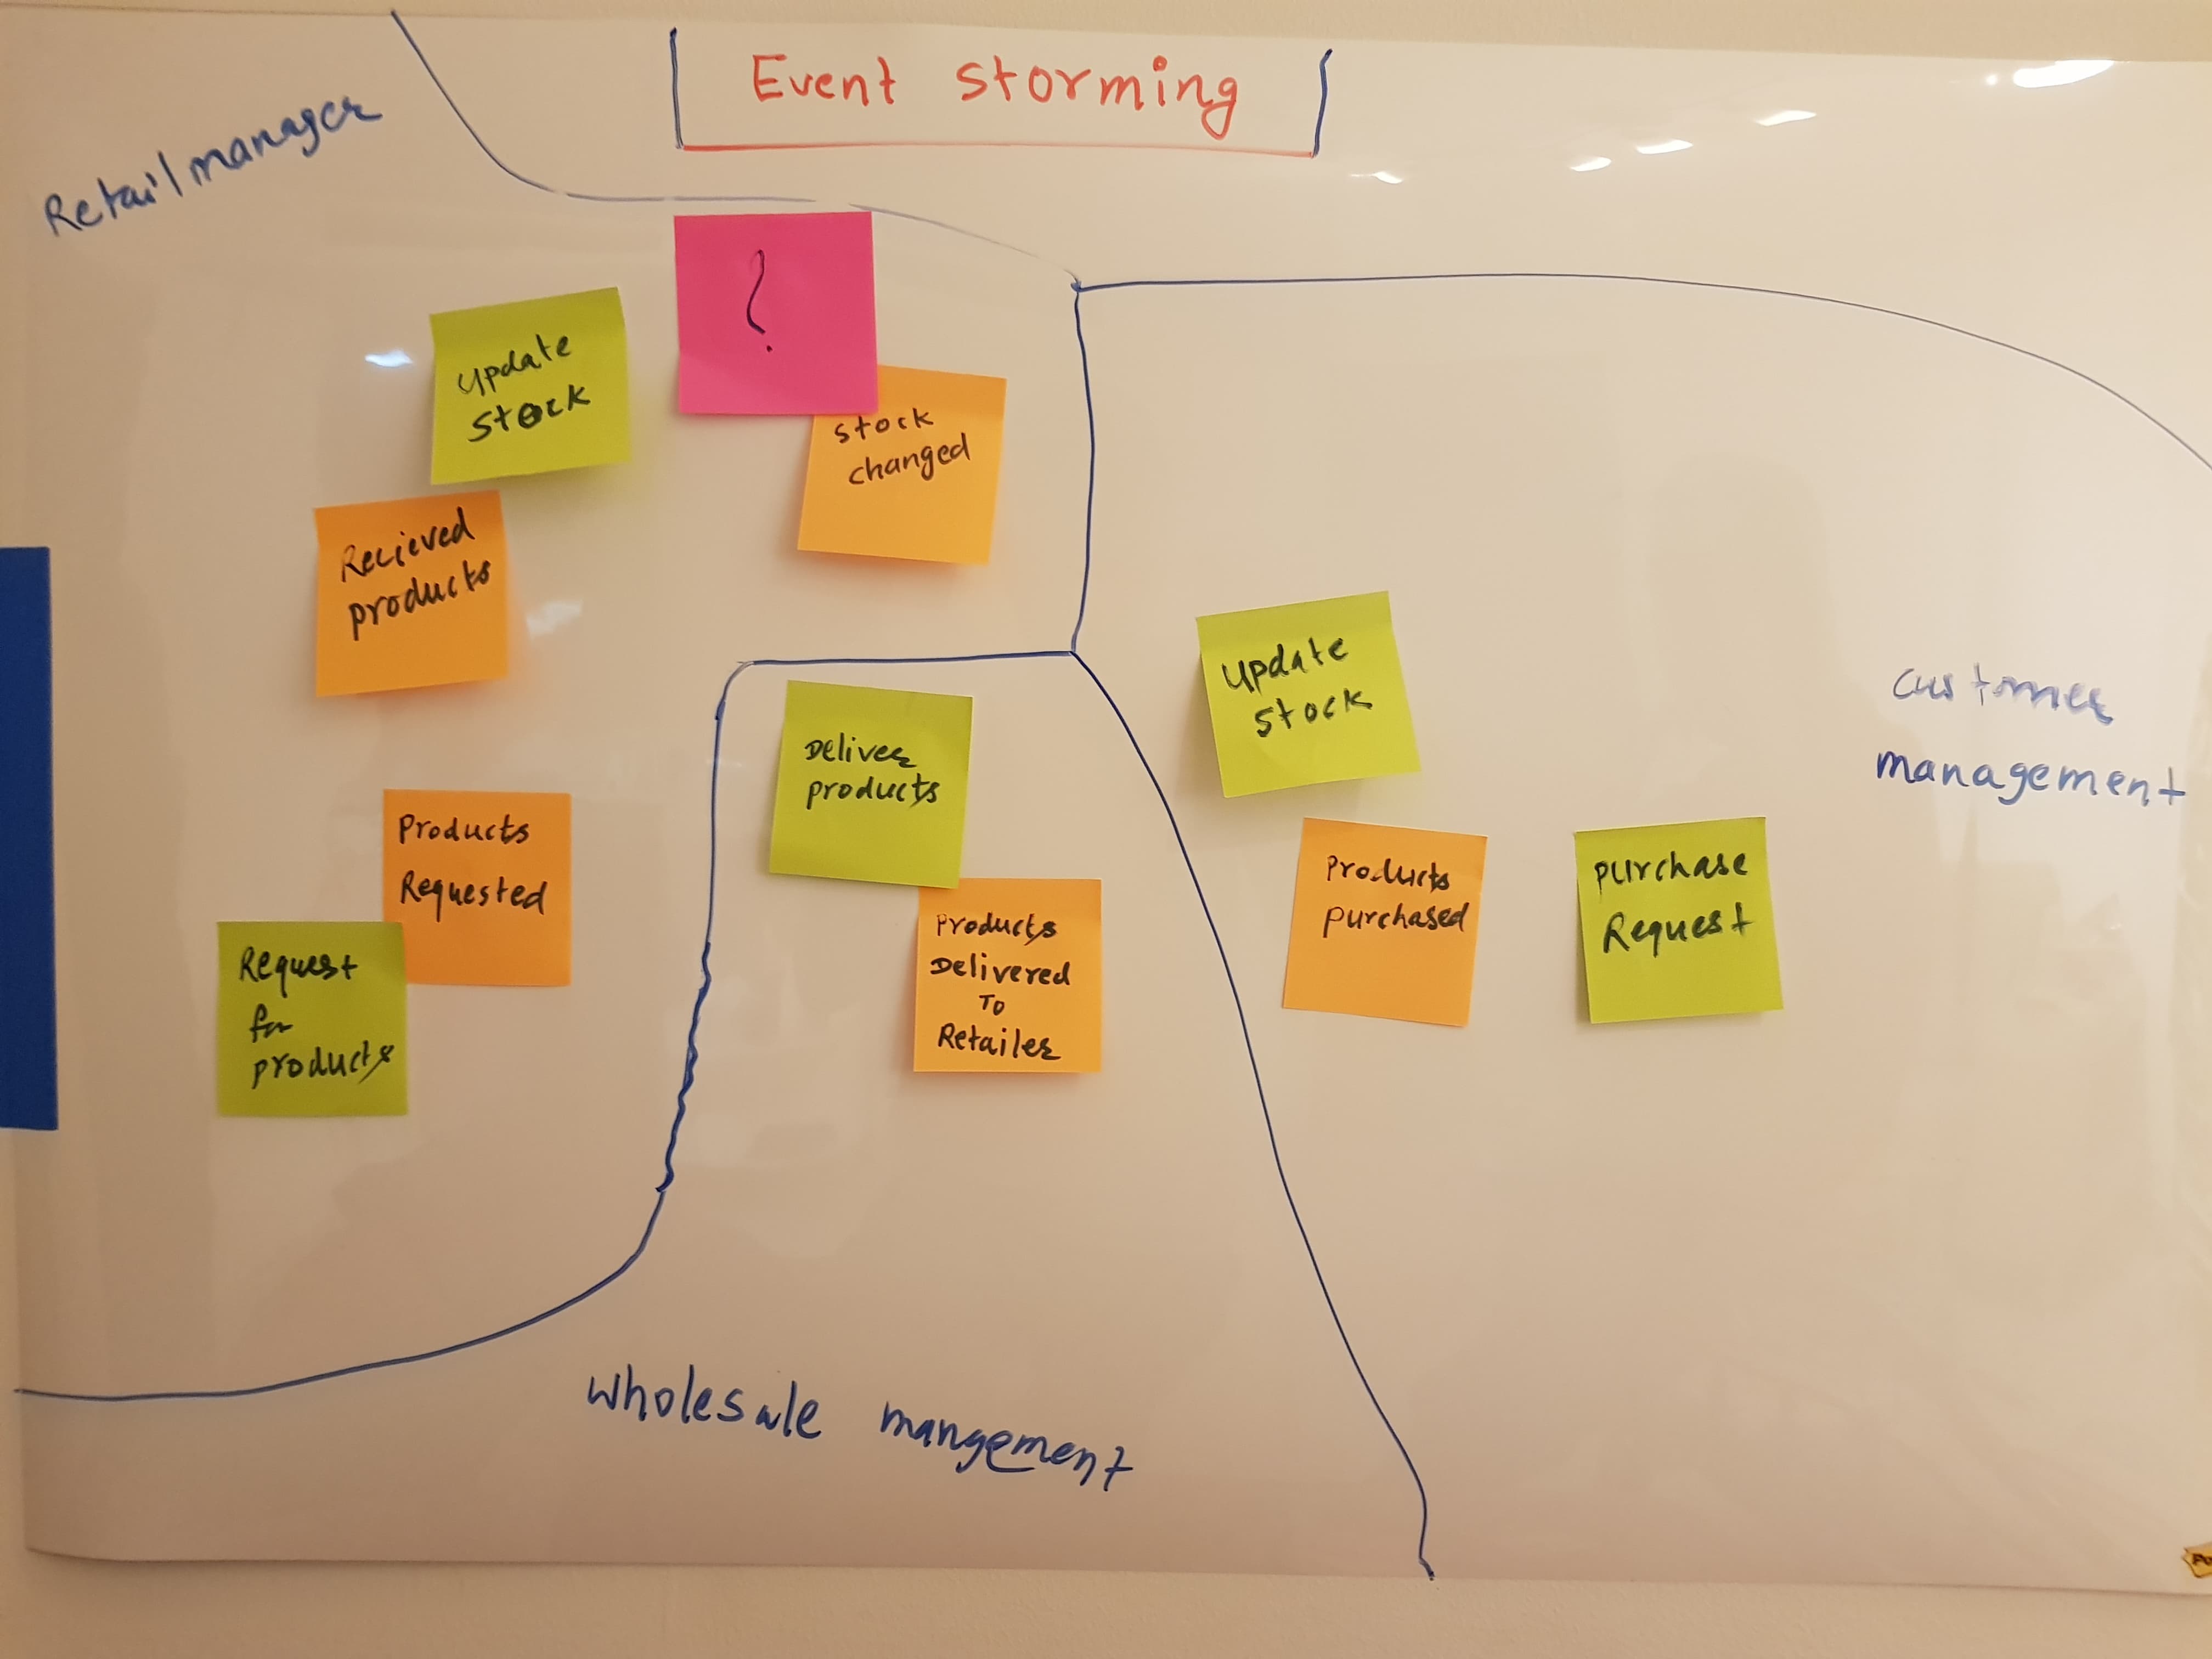 Event storming
Retail manager
?
Update
stock
stock
changed
Recieved
products
Products
Requested
Request
for
products
Deliver
products
Products
Delivered
To
Retailer
Update
stock
Products
purchased
purchase
Request
customer
management
wholesale mangement